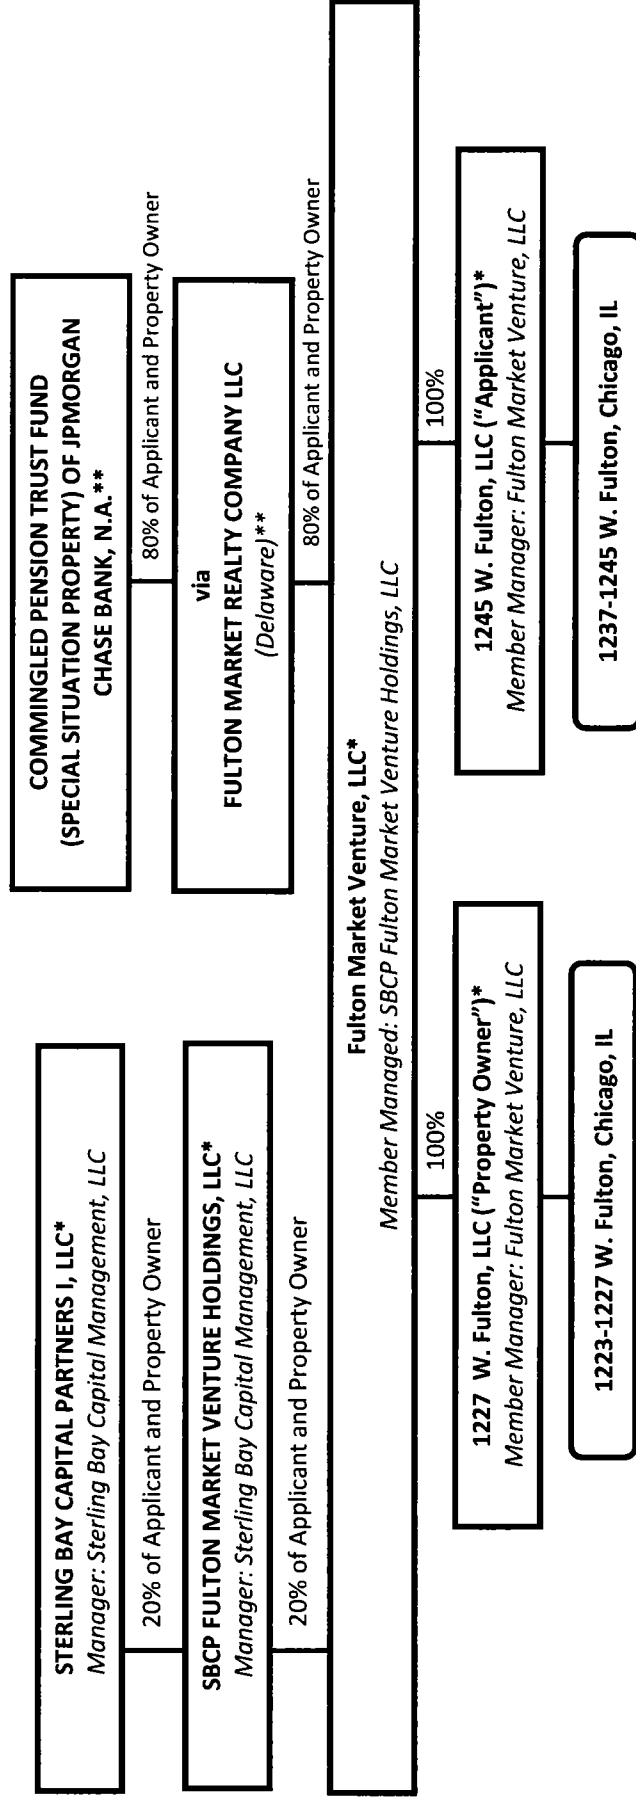 STERLING BAY CAPITAL PARTNERS I, LLC*
Manager: Sterling Bay Capital Management, LLC
20% of Applicant and Property Owner
SBCP FULTON MARKET VENTURE HOLDINGS, LLC*
Manager: Sterling Bay Capital Management, LLC
20% of Applicant and Property Owner
COMMINGLED PENSION TRUST FUND
(SPECIAL SITUATION PROPERTY) OF JPMORGAN
CHASE BANK, N.A.**
80% of Applicant and Property Owner
via
FULTON MARKET REALTY COMPANY LLC
(Delaware)**
80% of Applicant and Property Owner
Fulton Market Venture, LLC*
Member Managed: SBCP Fulton Market Venture Holdings, LLC
100%
1227 W. Fulton, LLC (“Property Owner”)*
Member Manager: Fulton Market Venture, LLC
1223-1227 W. Fulton, Chicago, IL
100%
1245 W. Fulton, LLC (“Applicant”)*
Member Manager: Fulton Market Venture, LLC
1237-1245 W. Fulton, Chicago, IL